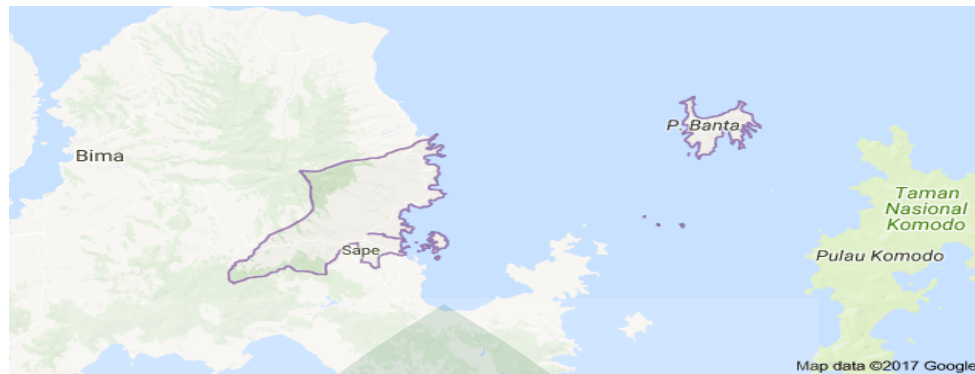 P. Banta
Bima
Taman
Nasional
Komodo
Sape
Pulau Komodo
Map data ©2017 Google